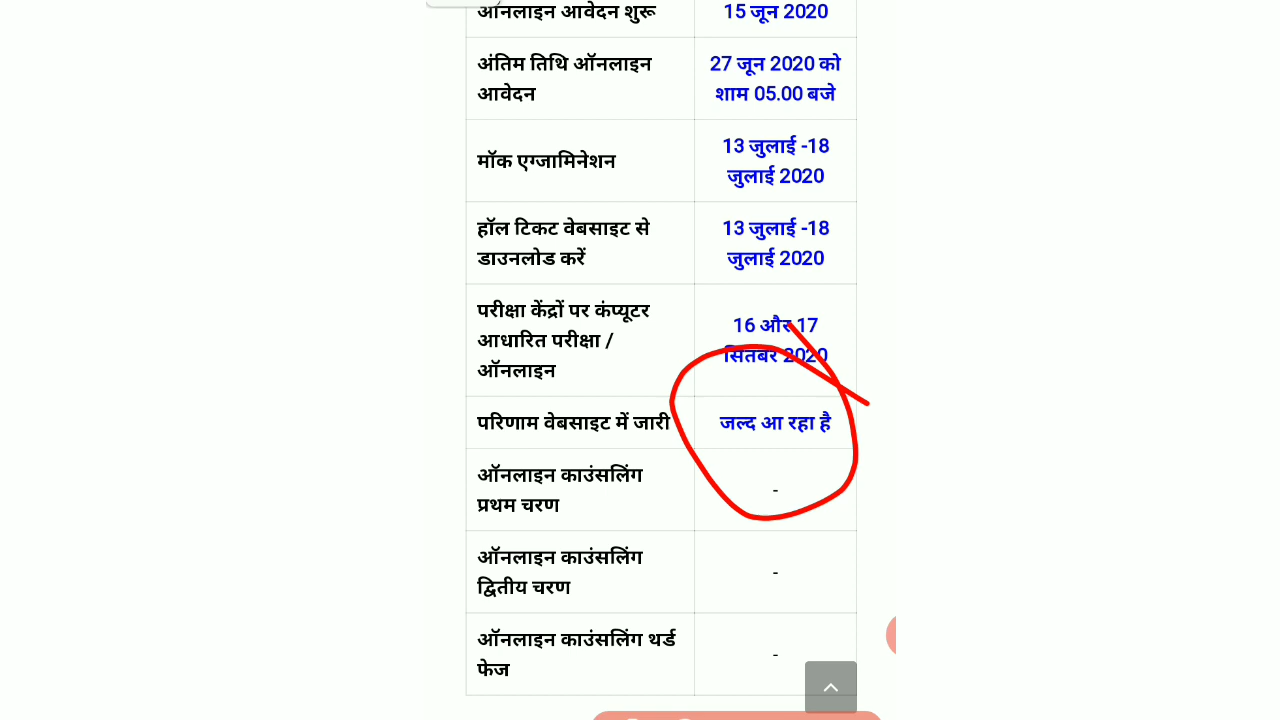 ऑनलाइन आवेदन शुरू
15 जून 2020
अंतिम तिथि ऑनलाइन
आवेदन
27 जून 2020 को
शाम 05.00 बजे
मॉक एग्जामिनेशन
13 जुलाई -18
जुलाई 2020
हॉल टिकट वेबसाइट से
डाउनलोड करें
13 जुलाई -18
जुलाई 2020
परीक्षा केंद्रों पर कंप्यूटर
आधारित परीक्षा /
ऑनलाइन
16 और 17
सितंबर 2020
परिणाम वेबसाइट में जारी
जल्द आ रहा है
ऑनलाइन काउंसलिंग
प्रथम चरण
-
ऑनलाइन काउंसलिंग
द्वितीय चरण
-
ऑनलाइन काउंसलिंग थर्ड
फेज
-